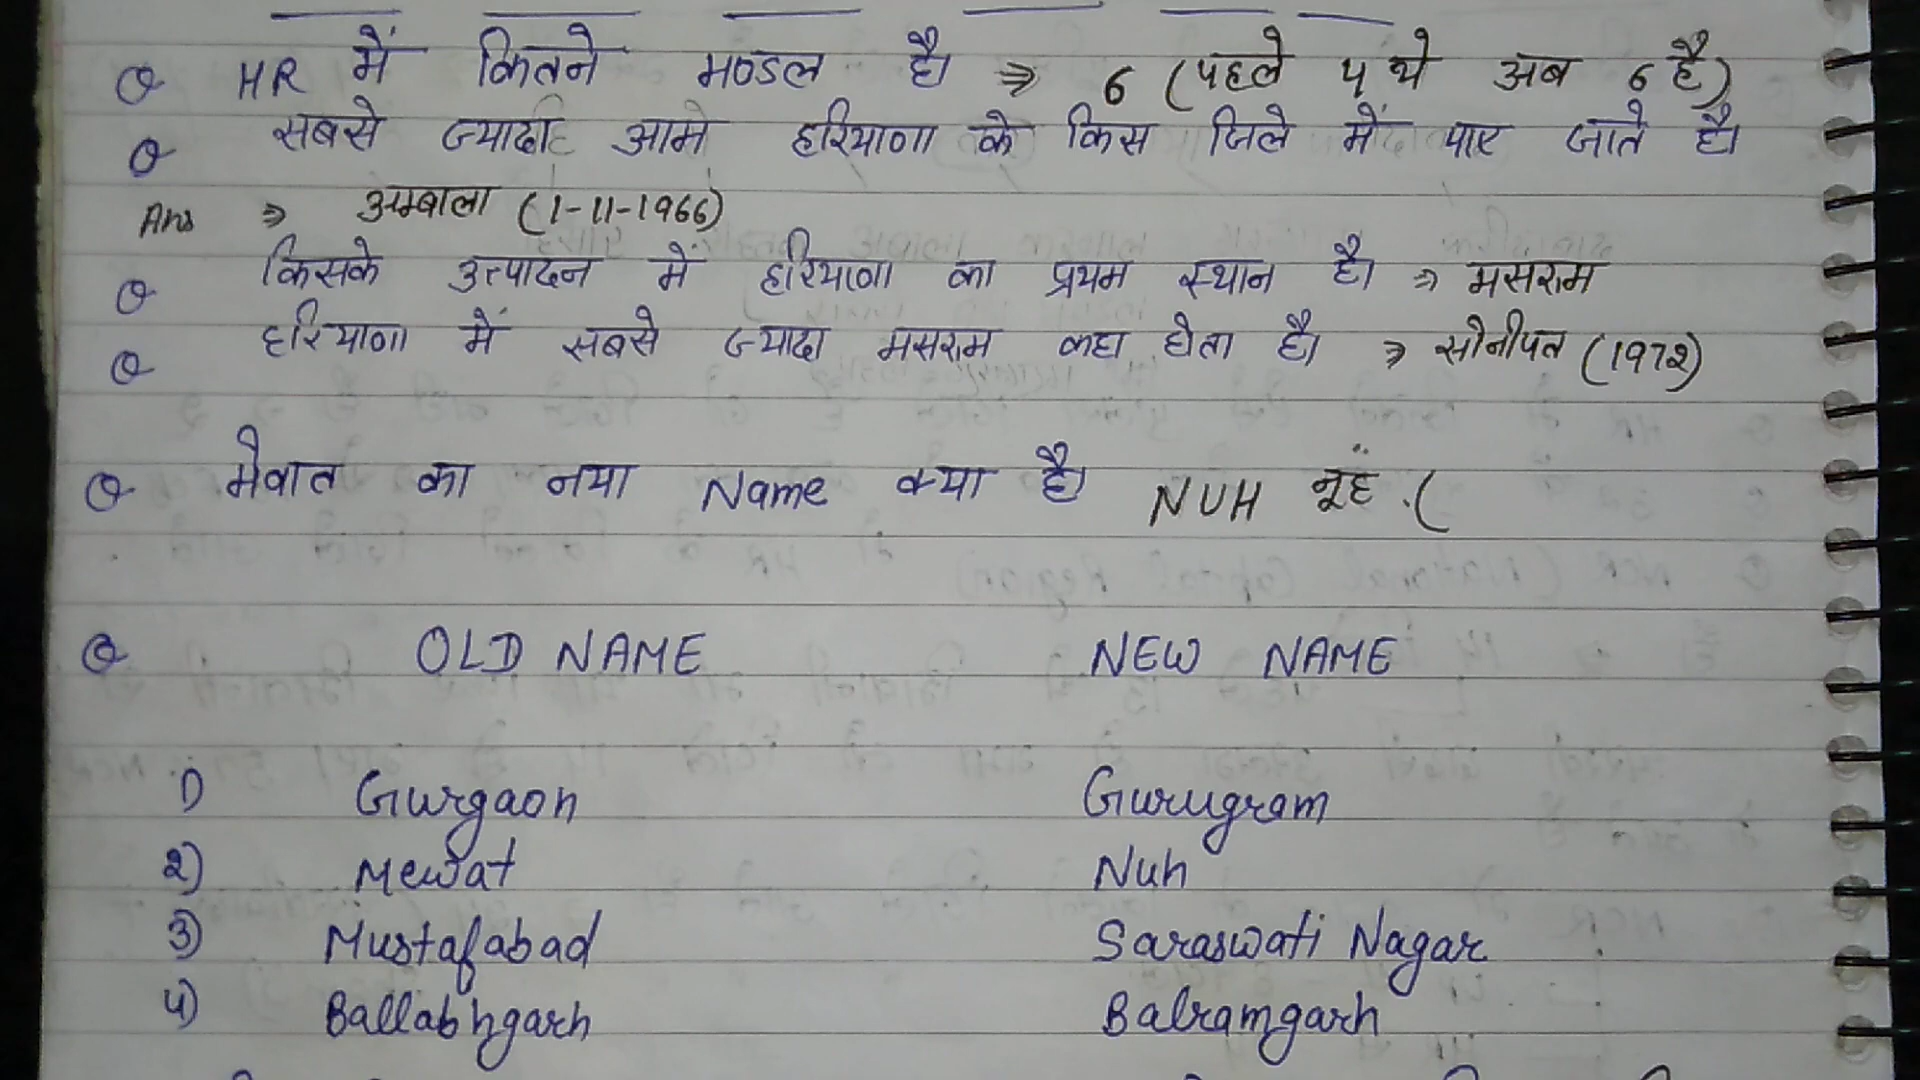 Q HR में कितने मण्डल है। ⇒ 6 (पहले 4 थे अब 6 है)
Q सबसे ज्यादा आम हरियाणा के किस जिले में पाए जाते है।
Ans ⇒ अम्बाला (1-11-1966)
Q किसके उत्पादन में हरियाणा का प्रथम स्थान है। ⇒ मसरुम
Q हरियाणा में सबसे ज्यादा मसरुम कहा होता है। ⇒ सोनीपत (1972)
Q मेवात का नया Name क्या है। NUH नूंह .(
Q OLD NAME NEW NAME
1) Gurgaon Gurugram
2) Mewat Nuh
3) Mustafabad Saraswati Nagar
4) Ballabhgarh Balramgarh